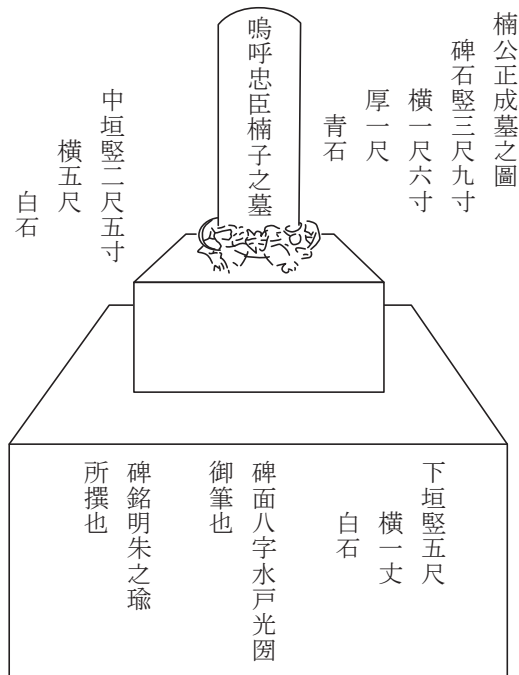 楠公正成墓之圖
碑石竪三尺九寸
横一尺六寸
厚一尺
青石
嗚呼忠臣楠子之墓
中垣竪二尺五寸
横五尺
白石
下垣竪五尺
横一丈
白石
碑面八字水戸光圀
御筆也
碑銘明朱之瑜
所撰也